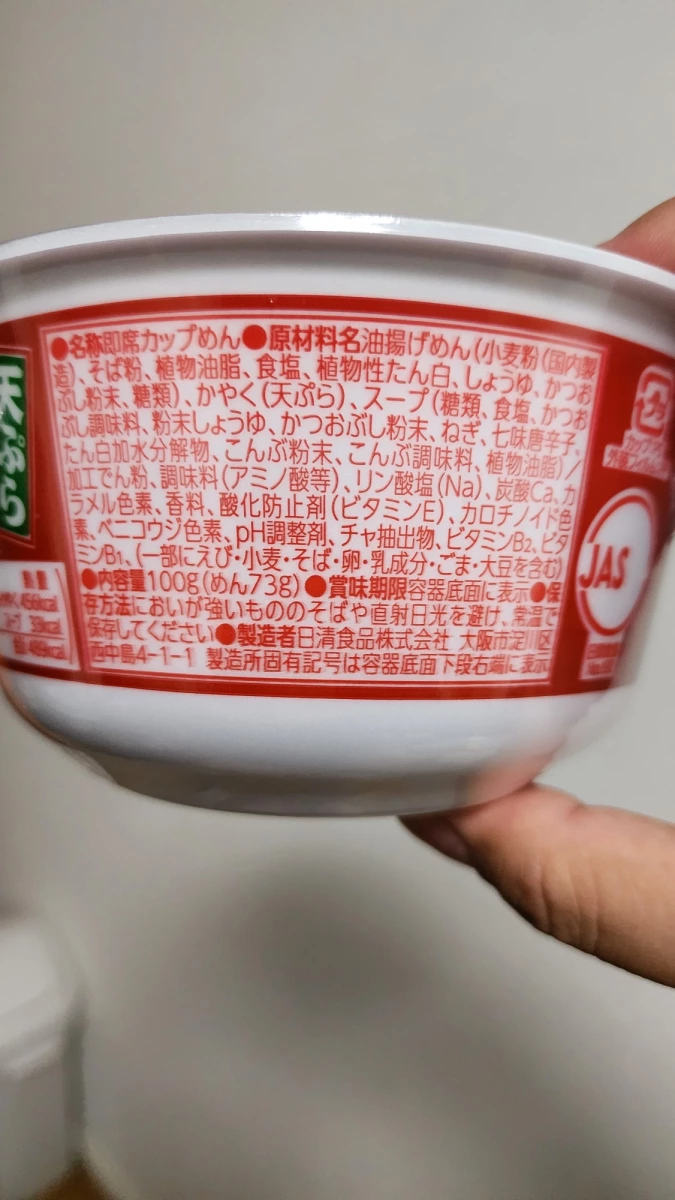 ●名称即席カップめん●原材料名油揚げめん(小麦粉(国内製
造)、そば粉、植物油脂、食塩、植物性たん白、しょうゆ、かつお
ぶし粉末、糖類)、かやく(天ぷら)、スープ(糖類、食塩、かつお
ぶし調味料、粉末しょうゆ、かつおぶし粉末、ねぎ、七味唐辛子、
たん白加水分解物、こんぶ粉末、こんぶ調味料、植物油脂)/
加工でん粉、調味料(アミノ酸等)、リン酸塩(Na)、炭酸Ca、カ
ラメル色素、香料、酸化防止剤(ビタミンE)、カロチノイド色
素、ベニコウジ色素、pH調整剤、チャ抽出物、ビタミンB2、ビタ
ミンB1、(一部にえび・小麦・そば・卵・乳成分・ごま・大豆を含む)
●内容量100g(めん73g)●賞味期限容器底面に表示●保
存方法においが強いもののそばや直射日光を避け、常温で
保存してください●製造者日清食品株式会社 大阪市淀川区
西中島4-1-1 製造所固有記号は容器底面下段右端に表示
天ぷら
熱量
456kcal
33kcal
489kcal
プラ
JAS